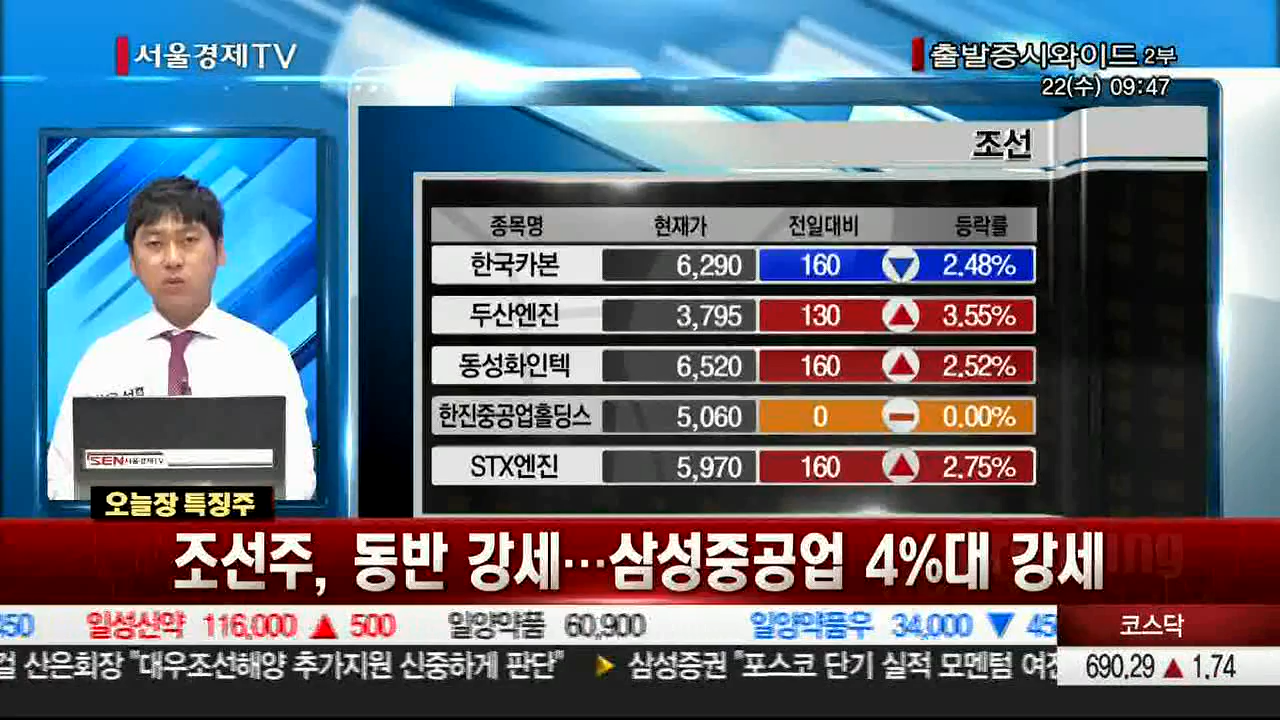 서울경제TV
출발증시와이드 2부
22(수) 09:47
조선
종목명 현재가 전일대비 등락률
한국카본 6,290 160 ▼ 2.48%
두산엔진 3,795 130 ▲ 3.55%
동성화인텍 6,520 160 ▲ 2.52%
한진중공업홀딩스 5,060 0 - 0.00%
STX엔진 5,970 160 ▲ 2.75%
SEN 서울경제TV
오늘장 특징주
조선주, 동반 강세…삼성중공업 4%대 강세
일성신약 116,000 ▲ 500 일양약품 60,900 일양약품우 34,000 ▼ 코스닥
산은회장 "대우조선해양 추가지원 신중하게 판단" ▶ 삼성증권 "포스코 단기 실적 모멘텀 690.29 ▲ 1.74